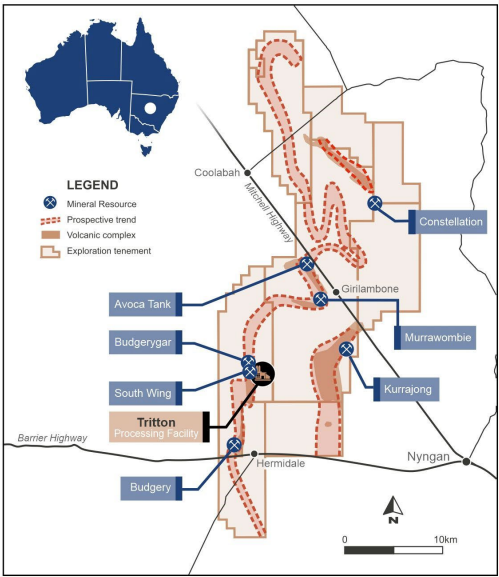 LEGEND
Mineral Resource
Prospective trend
Volcanic complex
Exploration tenement
Coolabah
Mitchell Highway
Constellation
Avoca Tank
Girilambone
Murrawombie
Budgerygar
South Wing
Kurrajong
Tritton
Processing Facility
Barrier Highway
Hermidale
Nyngan
Budgery
N
0 10km